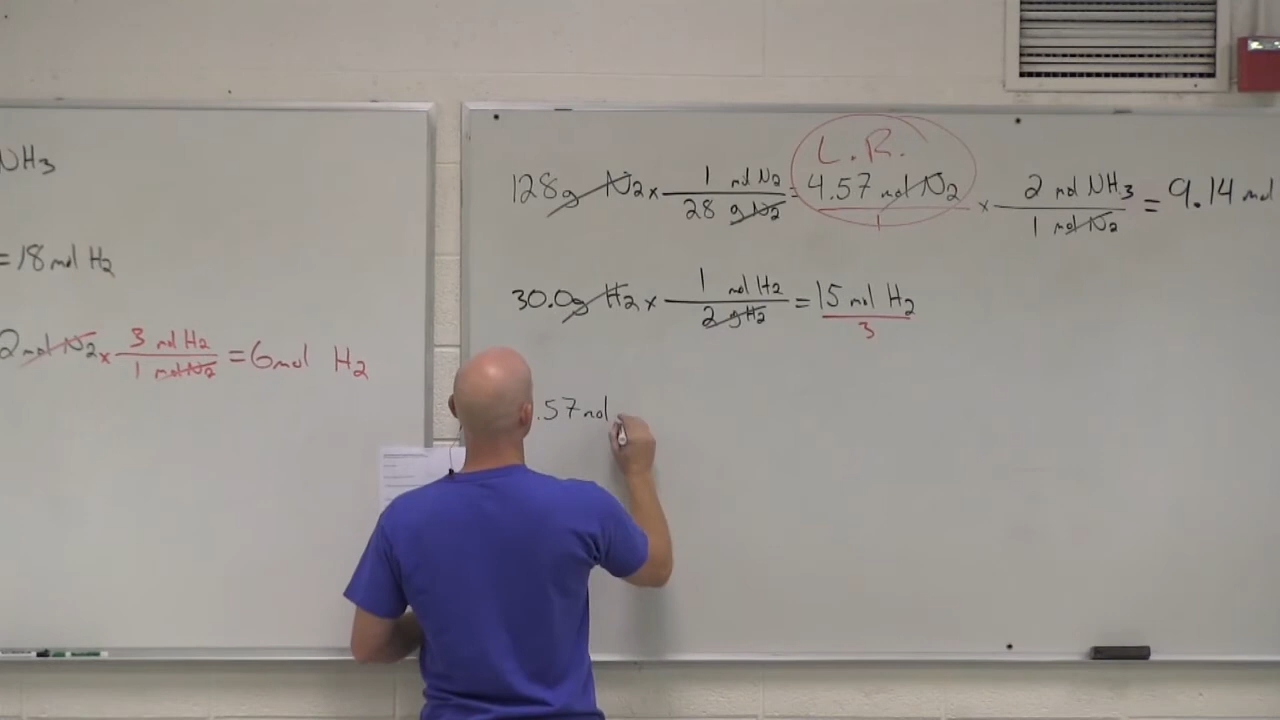 NH3
= 18 mol H2
2 mol N2 x 3 mol H2 / 1 mol N2 = 6 mol H2
L.R.
128 g N2 x 1 mol N2 / 28 g N2 = 4.57 mol N2 / 1 x 2 mol NH3 / 1 mol N2 = 9.14 mol
30.0 g H2 x 1 mol H2 / 2 g H2 = 15 mol H2 / 3
.57 mol